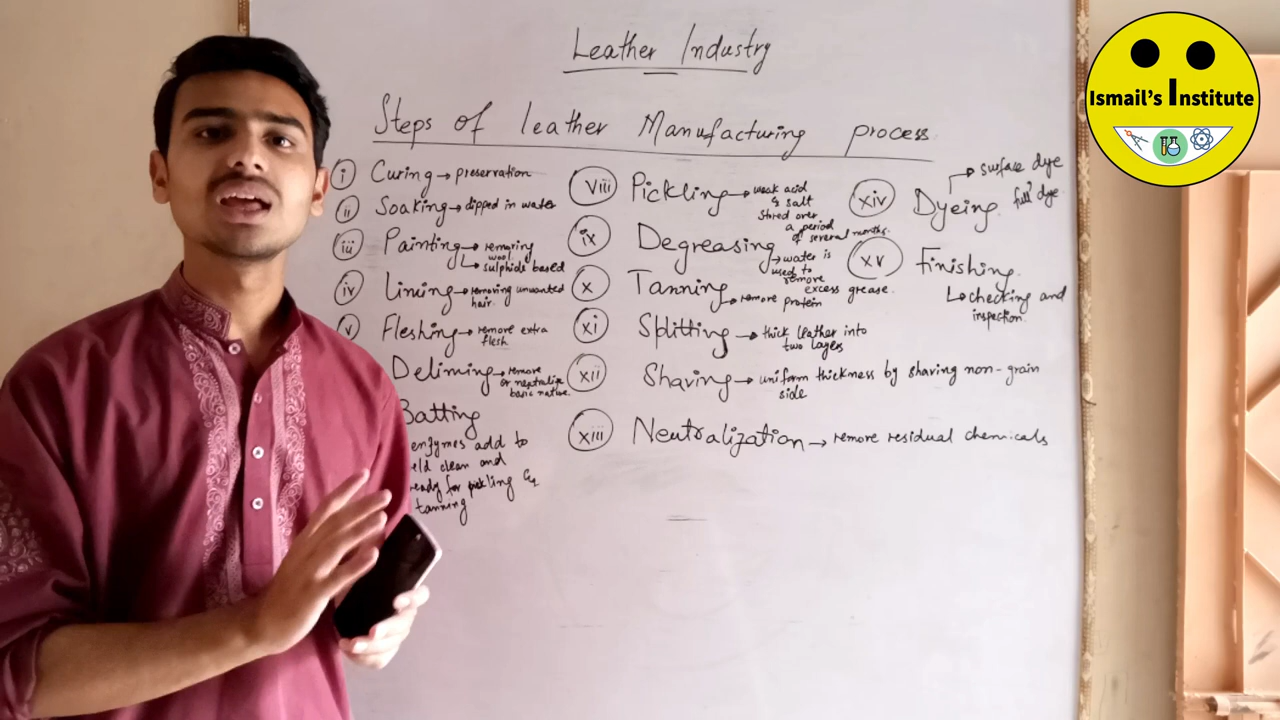 Leather Industry
Steps of leather Manufacturing process
i Curing → preservation
ii Soaking → dipped in water
iii Painting → removing
wool
↳ sulphide based
iv Liming → removing unwanted
hair.
v Fleshing → remove extra
flesh
Deliming → remove
or neutralize
basic native.
Batting
enzymes add to
eld clean and
ready for pickling
tanning
viii Pickling → weak acid
& salt
stored over
a period
of several months.
ix Degreasing
→ water is
used to
remove
excess grease.
x Tanning
→ remove protein
xi Splitting → thick leather into
two layers
xii Shaving → uniform thickness by shaving non-grain
side
xiii Neutralization → remove residual chemicals
xiv Dyeing
→ surface dye
full dye
xv Finishing.
↳ checking and
inspection.
Ismail's Institute